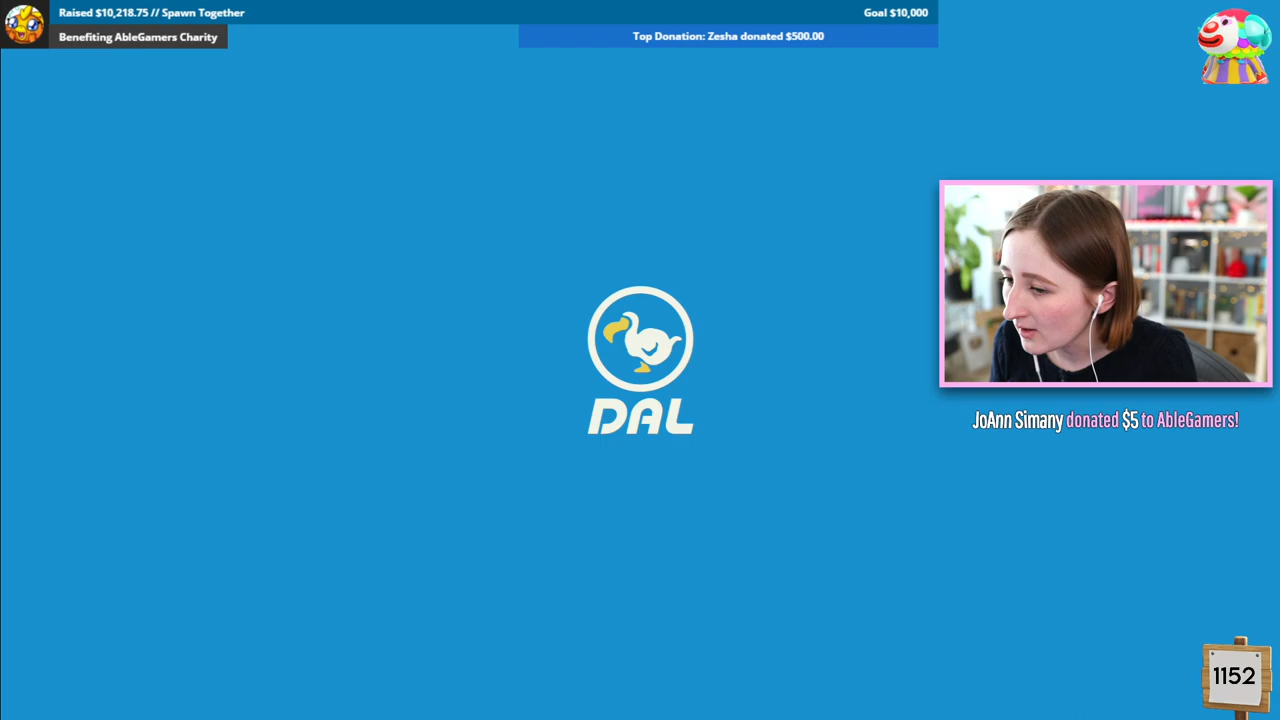 Raised $10,218.75 // Spawn Together
Goal $10,000
Benefiting AbleGamers Charity
Top Donation: Zesha donated $500.00
DAL
JoAnn Simany donated $5 to AbleGamers!
1152